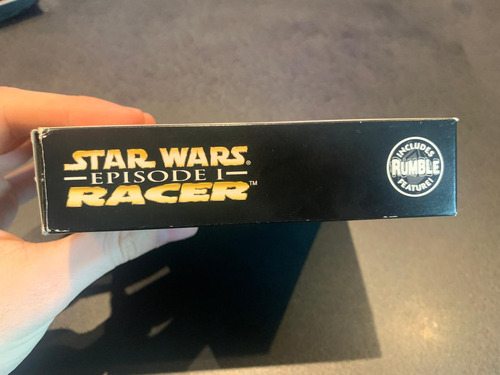 STAR WARS®
EPISODE I
RACER™
INCLUDES
RUMBLE
FEATURE!